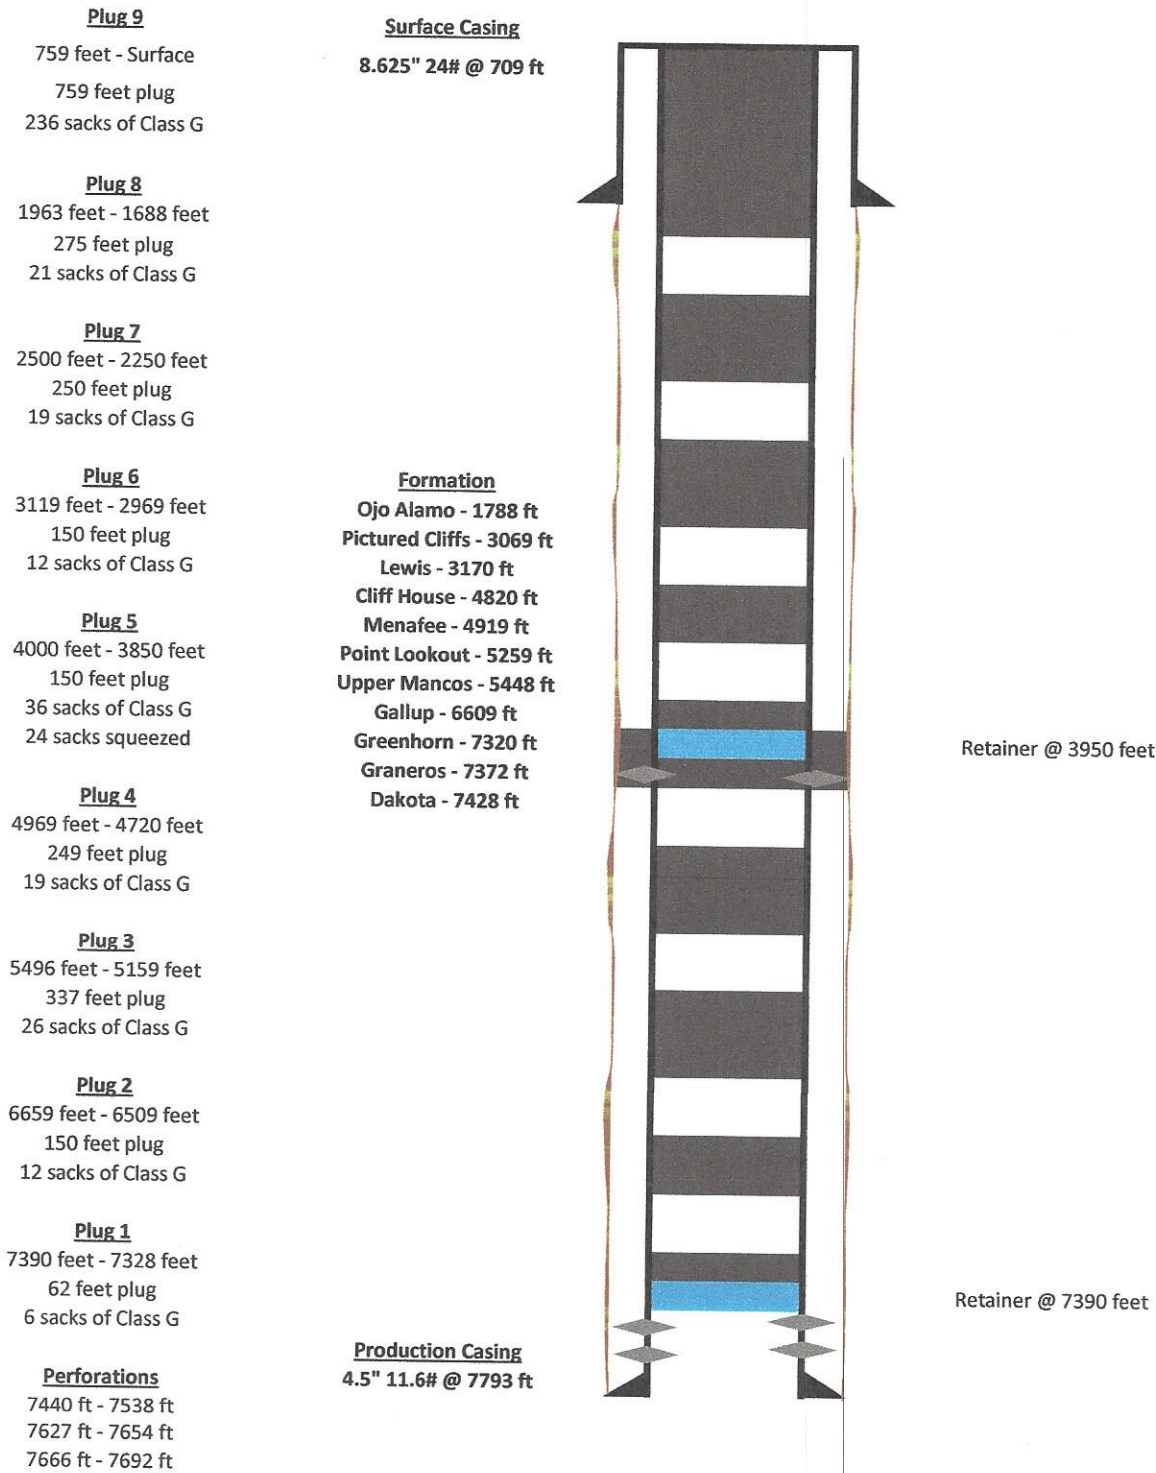 Plug 9
759 feet - Surface
759 feet plug
236 sacks of Class G
Plug 8
1963 feet - 1688 feet
275 feet plug
21 sacks of Class G
Plug 7
2500 feet - 2250 feet
250 feet plug
19 sacks of Class G
Plug 6
3119 feet - 2969 feet
150 feet plug
12 sacks of Class G
Plug 5
4000 feet - 3850 feet
150 feet plug
36 sacks of Class G
24 sacks squeezed
Plug 4
4969 feet - 4720 feet
249 feet plug
19 sacks of Class G
Plug 3
5496 feet - 5159 feet
337 feet plug
26 sacks of Class G
Plug 2
6659 feet - 6509 feet
150 feet plug
12 sacks of Class G
Plug 1
7390 feet - 7328 feet
62 feet plug
6 sacks of Class G
Perforations
7440 ft - 7538 ft
7627 ft - 7654 ft
7666 ft - 7692 ft
Surface Casing
8.625" 24# @ 709 ft
Formation
Ojo Alamo - 1788 ft
Pictured Cliffs - 3069 ft
Lewis - 3170 ft
Cliff House - 4820 ft
Menafee - 4919 ft
Point Lookout - 5259 ft
Upper Mancos - 5448 ft
Gallup - 6609 ft
Greenhorn - 7320 ft
Graneros - 7372 ft
Dakota - 7428 ft
Production Casing
4.5" 11.6# @ 7793 ft
Retainer @ 3950 feet
Retainer @ 7390 feet